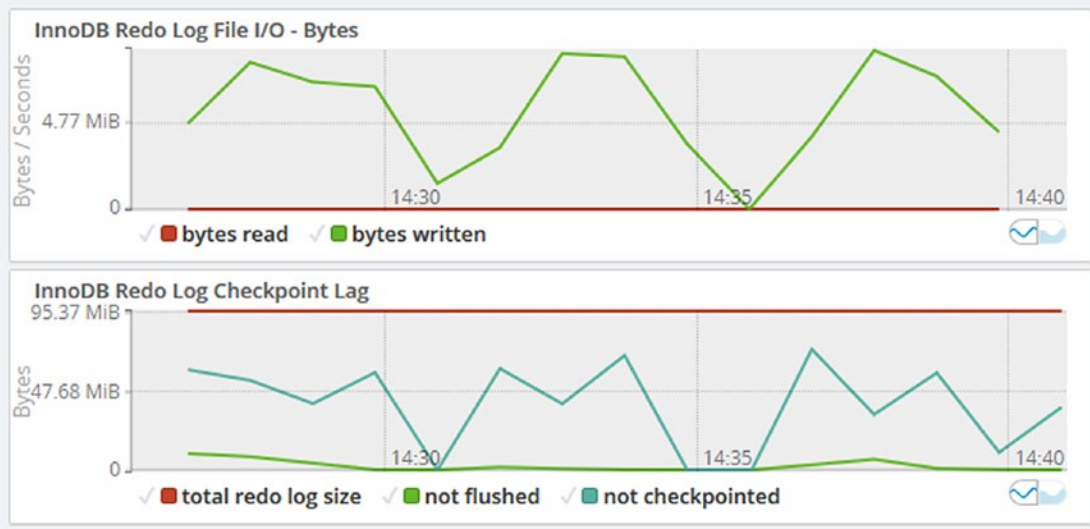 InnoDB Redo Log File I/O - Bytes
Bytes / Seconds
4.77 MiB
0
14:30
14:35
14:40
bytes read
bytes written
InnoDB Redo Log Checkpoint Lag
95.37 MiB
Bytes
47.68 MiB
0
14:30
14:35
14:40
total redo log size
not flushed
not checkpointed